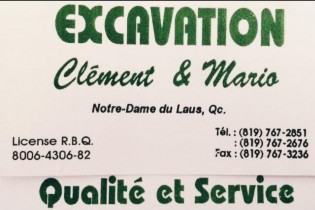 EXCAVATION
Clément & Mario
Notre-Dame du Laus, Qc.
Tél. : (819) 767-2851
License R.B.Q. : (819) 767-2676
8006-4306-82 Fax : (819) 767-3236
Qualité et Service